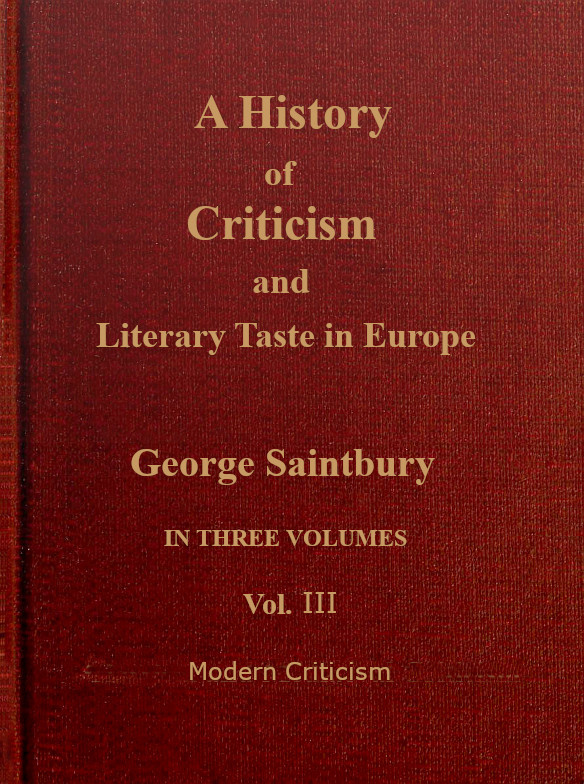 A History
of
Criticism
and
Literary Taste in Europe
George Saintbury
IN THREE VOLUMES
Vol. III
Modern Criticism